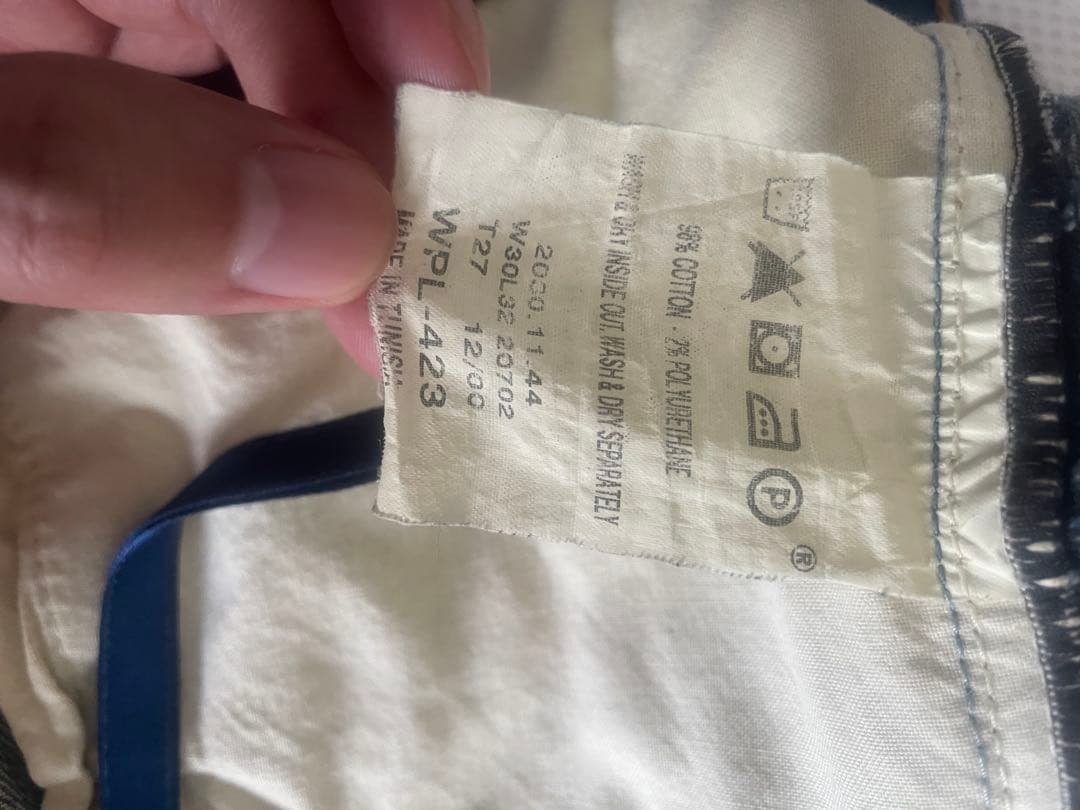 P
®
98% COTTON . 2% POLYURETHANE
WASH & DRY INSIDE OUT. WASH & DRY SEPARATELY
2000.11.44
W30L32 20702
T27 12/00
WPL-423
MADE IN TUNISIA